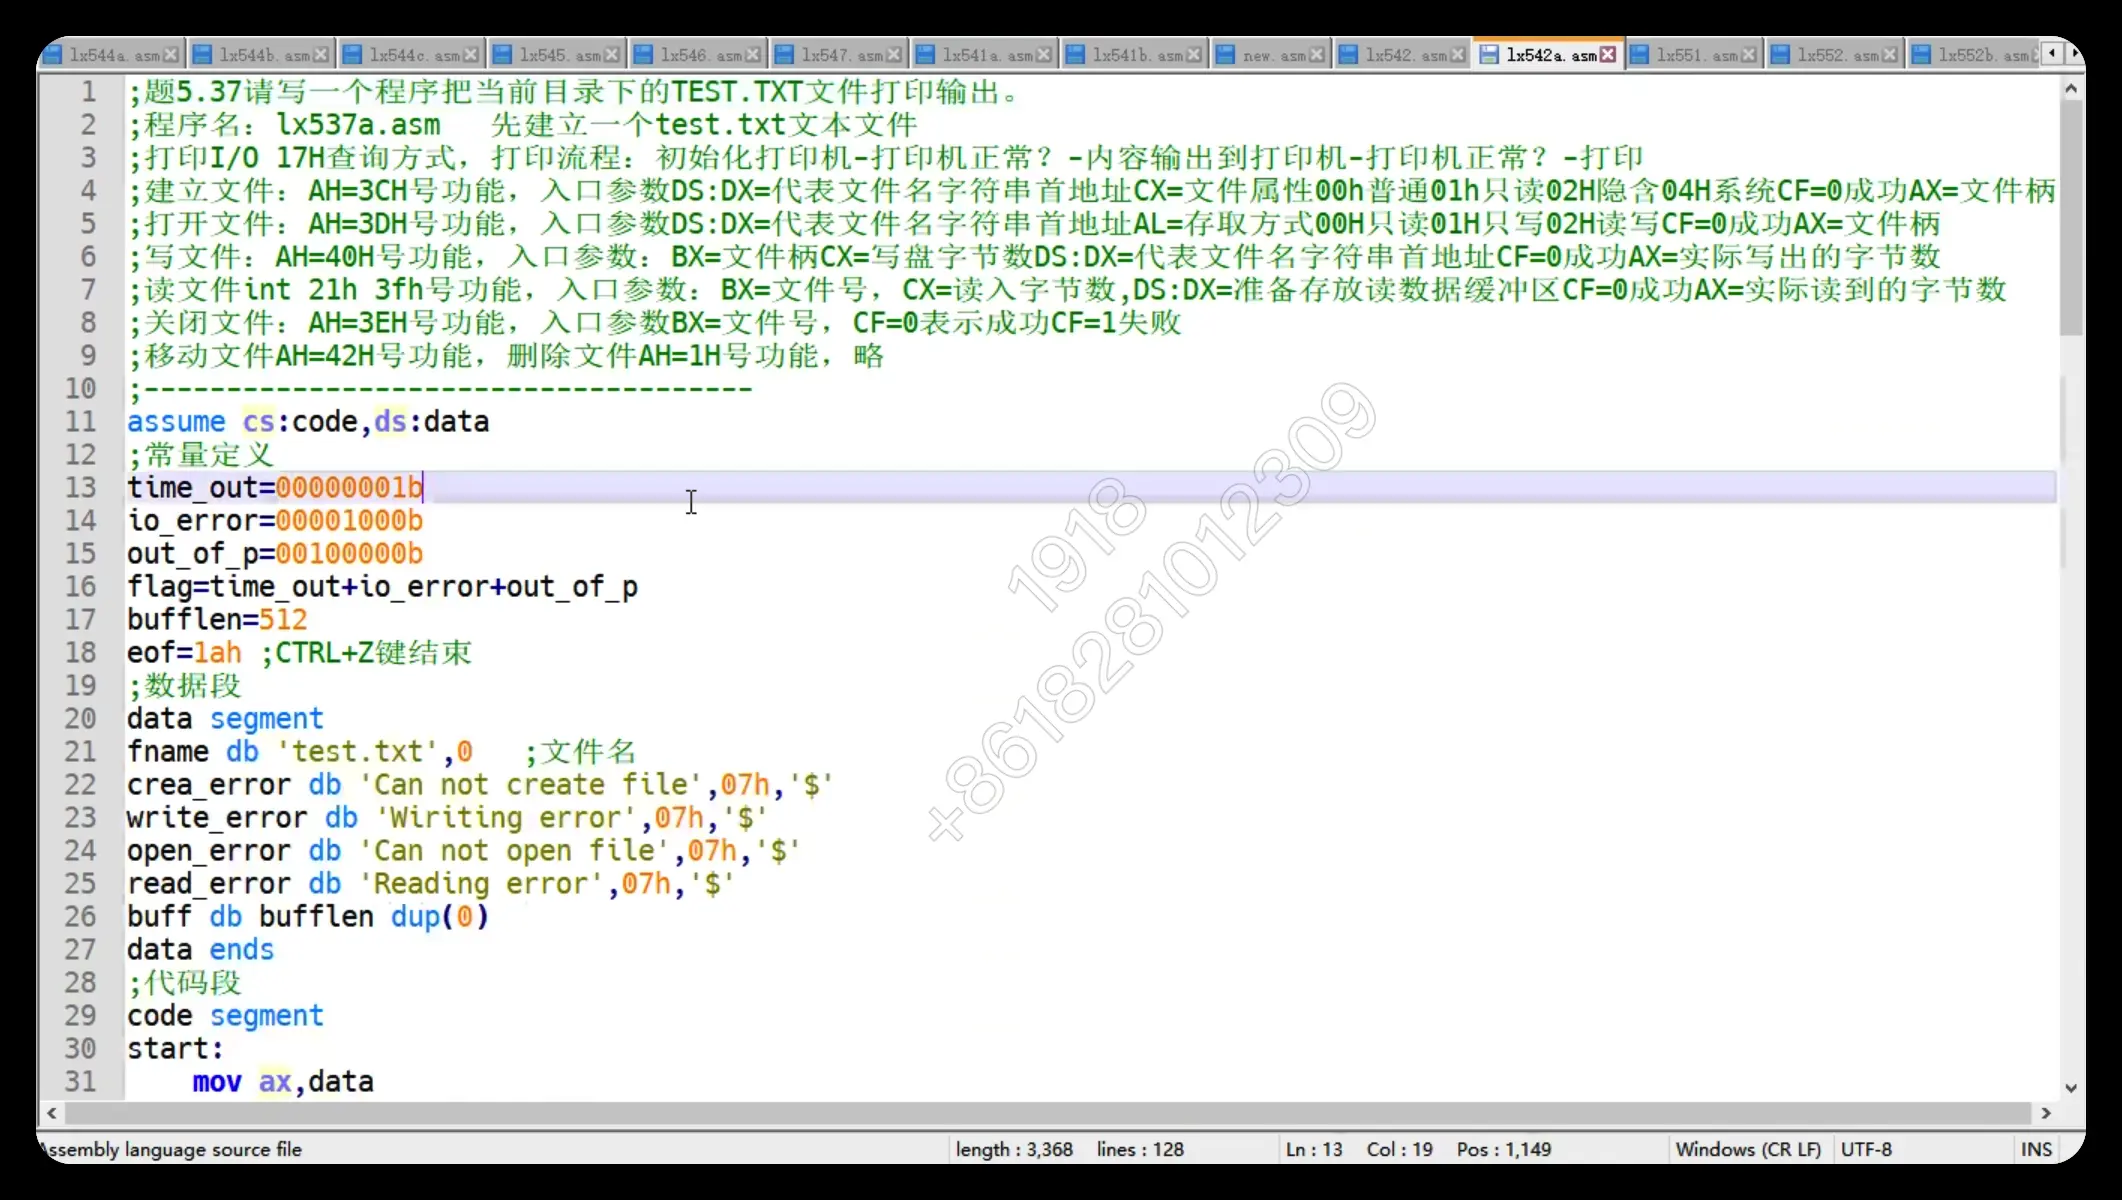 lx544a.asm lx544b.asm lx544c.asm lx545.asm lx546.asm lx547.asm lx541a.asm lx541b.asm new.asm lx542.asm lx542a.asm lx551.asm lx552.asm lx552b.asm
1 ;题5.37请写一个程序把当前目录下的TEST.TXT文件打印输出。
2 ;程序名：lx537a.asm   先建立一个test.txt文本文件
3 ;打印I/O 17H查询方式，打印流程：初始化打印机-打印机正常？-内容输出到打印机-打印机正常？-打印
4 ;建立文件：AH=3CH号功能，入口参数DS:DX=代表文件名字符串首地址CX=文件属性00h普通01h只读02H隐含04H系统CF=0成功AX=文件柄
5 ;打开文件：AH=3DH号功能，入口参数DS:DX=代表文件名字符串首地址AL=存取方式00H只读01H只写02H读写CF=0成功AX=文件柄
6 ;写文件：AH=40H号功能，入口参数：BX=文件柄CX=写盘字节数DS:DX=代表文件名字符串首地址CF=0成功AX=实际写出的字节数
7 ;读文件int 21h 3fh号功能，入口参数：BX=文件号，CX=读入字节数,DS:DX=准备存放读数据缓冲区CF=0成功AX=实际读到的字节数
8 ;关闭文件：AH=3EH号功能，入口参数BX=文件号，CF=0表示成功CF=1失败
9 ;移动文件AH=42H号功能，删除文件AH=1H号功能，略
10 ;-------------------------------------
11 assume cs:code,ds:data
12 ;常量定义
13 time_out=00000001b
14 io_error=00001000b
15 out_of_p=00100000b
16 flag=time_out+io_error+out_of_p
17 bufflen=512
18 eof=1ah ;CTRL+Z键结束
19 ;数据段
20 data segment
21 fname db 'test.txt',0   ;文件名
22 crea_error db 'Can not create file',07h,'$'
23 write_error db 'Wiriting error',07h,'$'
24 open_error db 'Can not open file',07h,'$'
25 read_error db 'Reading error',07h,'$'
26 buff db bufflen dup(0)
27 data ends
28 ;代码段
29 code segment
30 start:
31     mov ax,data
1918
+8618281012309
Assembly language source file length : 3,368 lines : 128 Ln : 13 Col : 19 Pos : 1,149 Windows (CR LF) UTF-8 INS